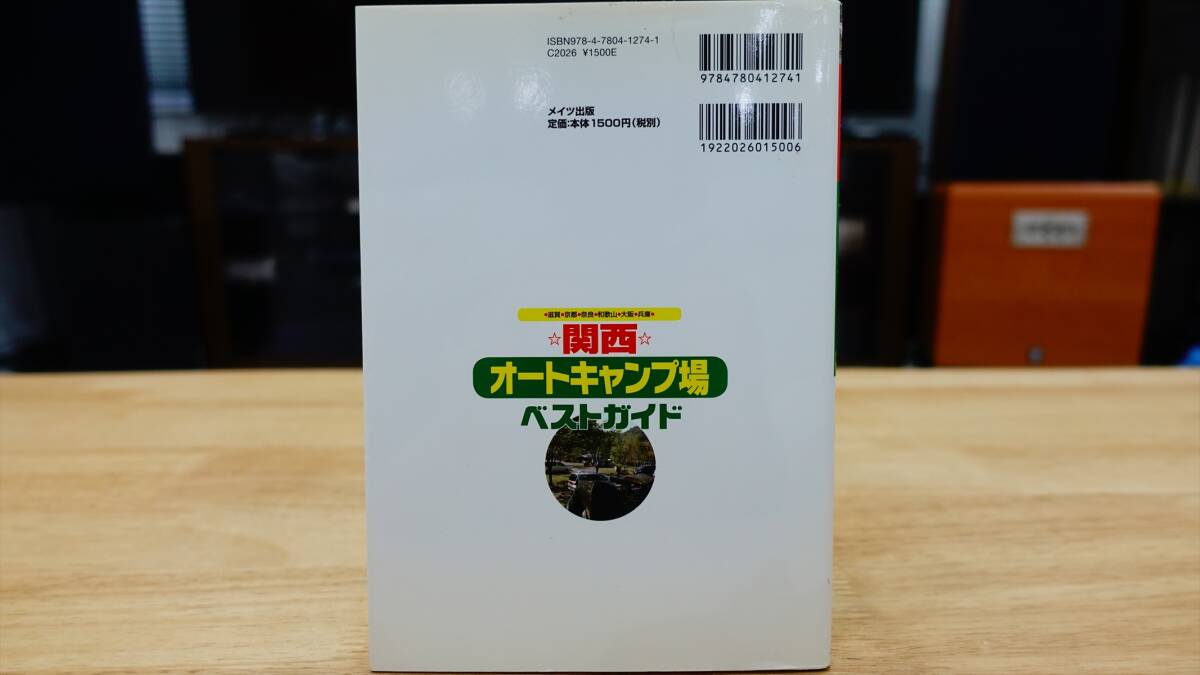 ISBN978-4-7804-1274-1
C2026 ¥1500E
9784780412741
メイツ出版
定価:本体1500円(税別)
1922026015006
●滋賀●京都●奈良●和歌山●大阪●兵庫●
☆関西☆
オートキャンプ場
ベストガイド